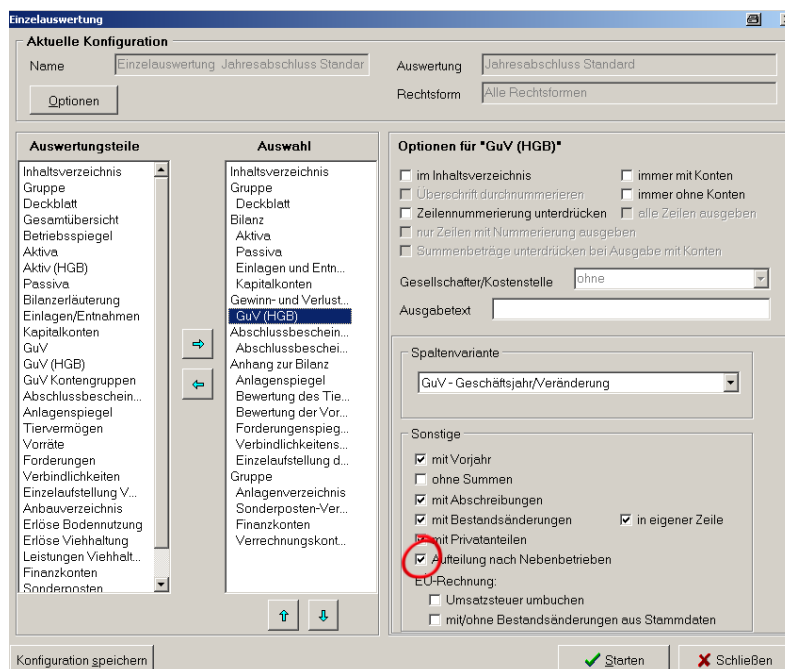 Einzelauswertung
Aktuelle Konfiguration
Name
Einzelauswertung Jahresabschluss Standar
Auswertung
Jahresabschluss Standard
Optionen
Rechtsform
Alle Rechtsformen
Auswertungsteile
Inhaltsverzeichnis
Gruppe
Deckblatt
Gesamtübersicht
Betriebsspiegel
Aktiva
Aktiv (HGB)
Passiva
Bilanzerläuterung
Einlagen/Entnahmen
Kapitalkonten
GuV
GuV (HGB)
GuV Kontengruppen
Abschlussbeschein...
Anlagenspiegel
Tiervermögen
Vorräte
Forderungen
Verbindlichkeiten
Einzelaufstellung V...
Anbauverzeichnis
Erlöse Bodennutzung
Erlöse Viehhaltung
Leistungen Viehhalt...
Finanzkonten
Sonderposten
Auswahl
Inhaltsverzeichnis
Gruppe
Deckblatt
Bilanz
Aktiva
Passiva
Einlagen und Entn...
Kapitalkonten
Gewinn- und Verlust...
GuV (HGB)
Abschlussbeschein...
Abschlussbeschei...
Anhang zur Bilanz
Anlagenspiegel
Bewertung des Tie...
Bewertung der Vor...
Forderungenspieg...
Verbindlichkeitens...
Einzelaufstellung d...
Gruppe
Anlagenverzeichnis
Sonderposten-Ver...
Finanzkonten
Verrechnungskont...
Optionen für "GuV (HGB)"
im Inhaltsverzeichnis
immer mit Konten
Überschrift durchnummerieren
immer ohne Konten
Zeilennummerierung unterdrücken
alle Zeilen ausgeben
nur Zeilen mit Nummerierung ausgeben
Summenbeträge unterdrücken bei Ausgabe mit Konten
Gesellschafter/Kostenstelle
ohne
Ausgabetext
Spaltenvariante
GuV - Geschäftsjahr/Veränderung
Sonstige
mit Vorjahr
ohne Summen
mit Abschreibungen
mit Bestandsänderungen
in eigener Zeile
mit Privatanteilen
Aufteilung nach Nebenbetrieben
EÜ-Rechnung:
Umsatzsteuer umbuchen
mit/ohne Bestandsänderungen aus Stammdaten
Konfiguration speichern
Starten
Schließen